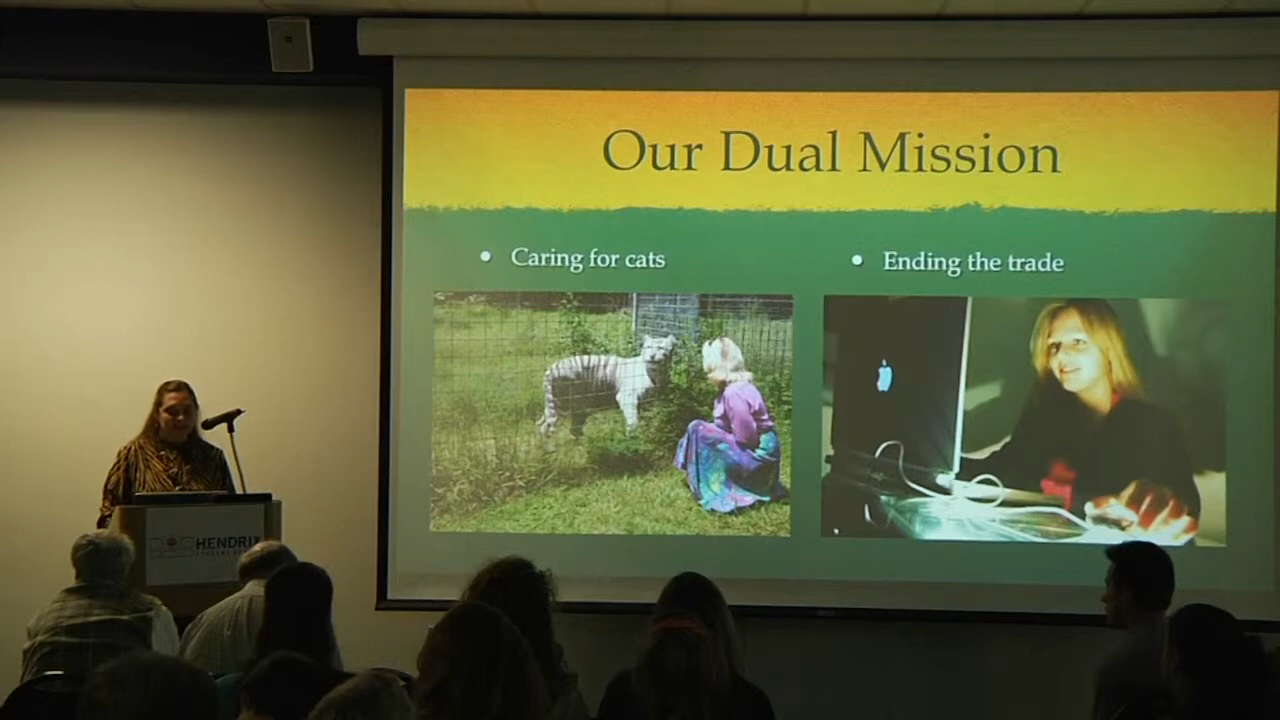 Our Dual Mission
• Caring for cats
• Ending the trade
HENDRIX